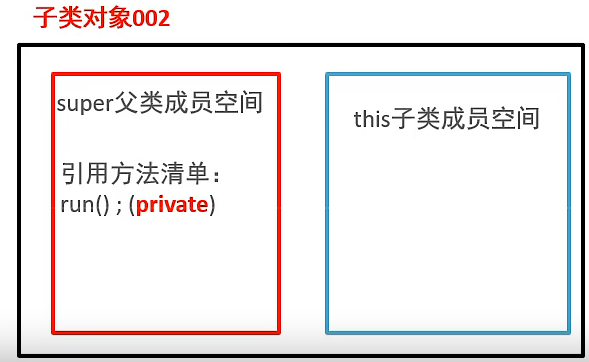 子类对象002
super父类成员空间
this子类成员空间
引用方法清单：
run() ; (private)